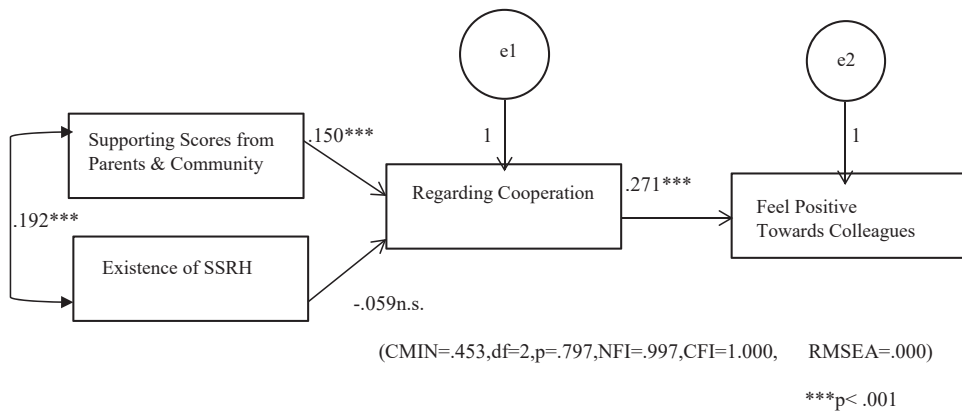 e1
e2
1
1
Supporting Scores from
Parents & Community
.150***
Regarding Cooperation
.271***
Feel Positive
Towards Colleagues
.192***
Existence of SSRH
-.059n.s.
(CMIN=.453,df=2,p=.797,NFI=.997,CFI=1.000, RMSEA=.000)
***p< .001